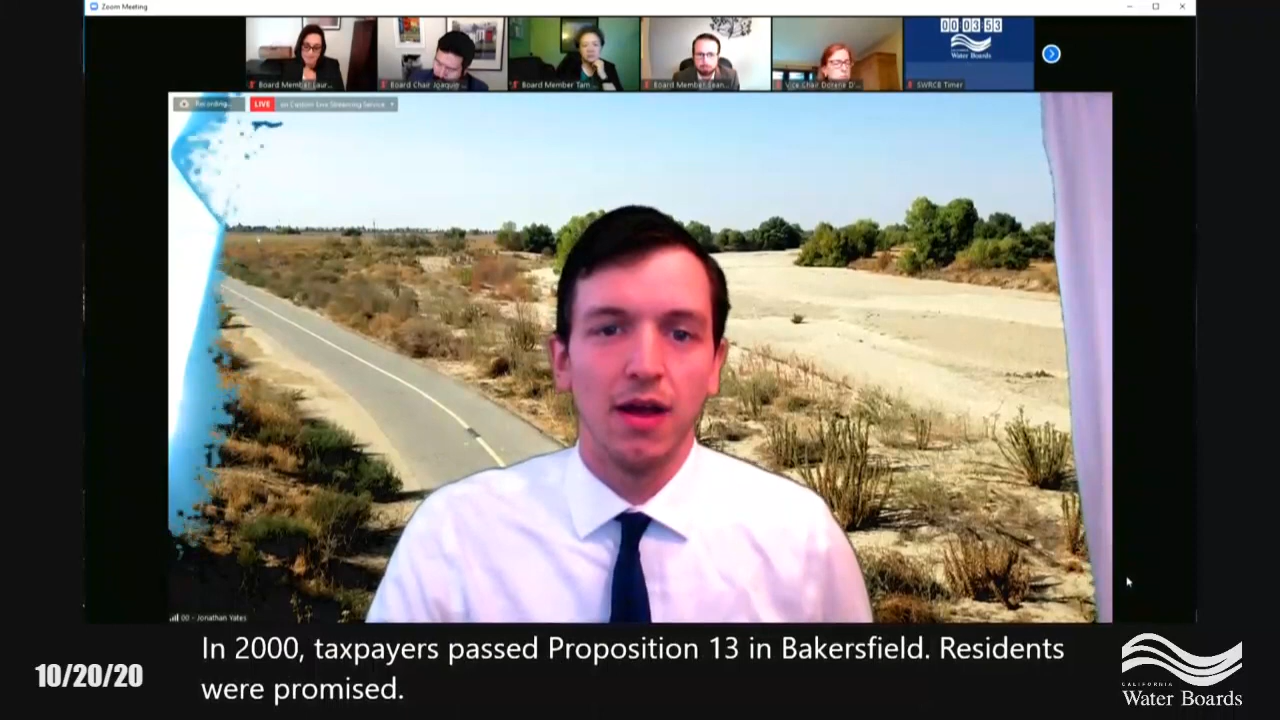 Zoom Meeting
00:03:53
CALIFORNIA
Water Boards
Board Member Laur...
Board Chair Joaquin...
Board Member Tam...
Board Member Sean...
Vice Chair Dorene D'...
SWRCB Timer
Recording...
LIVE
on Custom Live Streaming Service
00 - Jonathan Yates
In 2000, taxpayers passed Proposition 13 in Bakersfield. Residents
were promised.
10/20/20
CALIFORNIA
Water Boards